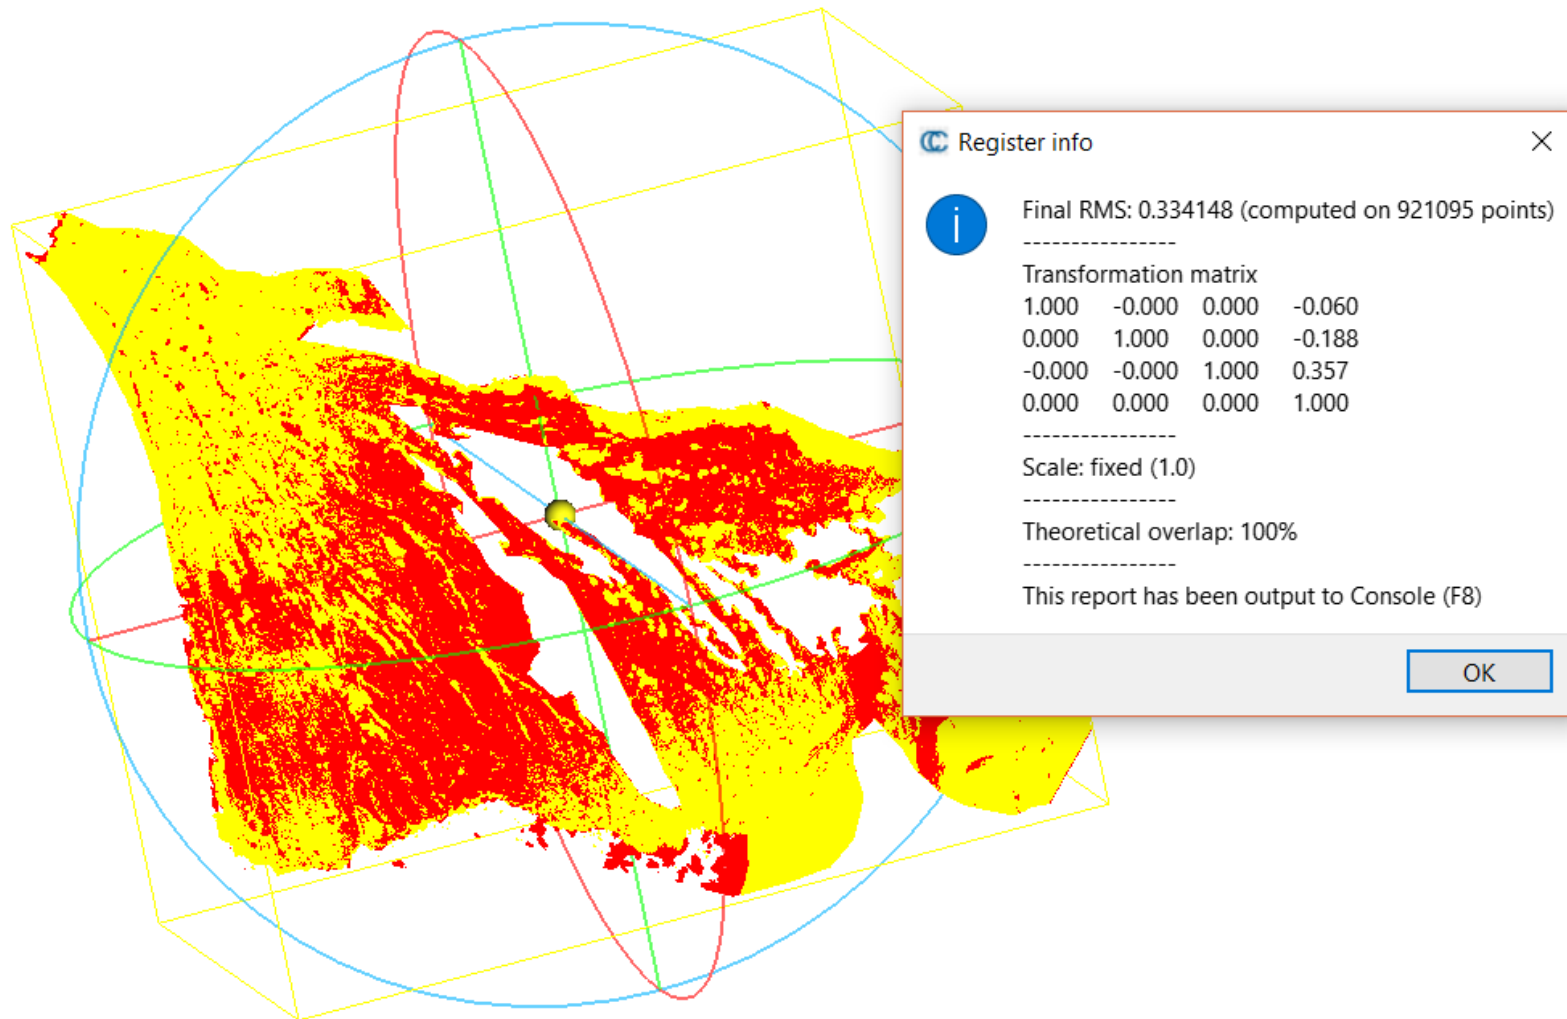 Register info
Final RMS: 0.334148 (computed on 921095 points)
----------------
Transformation matrix
1.000 -0.000 0.000 -0.060
0.000 1.000 0.000 -0.188
-0.000 -0.000 1.000 0.357
0.000 0.000 0.000 1.000
----------------
Scale: fixed (1.0)
----------------
Theoretical overlap: 100%
----------------
This report has been output to Console (F8)
OK